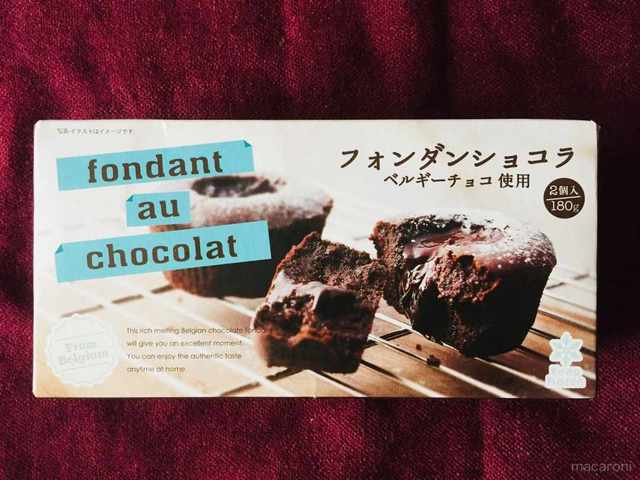 写真・イラストはイメージです
fondant
au
chocolat
フォンダンショコラ
ベルギーチョコ使用
2個入
180g
This rich melting Belgian chocolate fonda
will give you an excellent moment.
You can enjoy the authentic taste
anytime at home
From
Belgium
macaroni